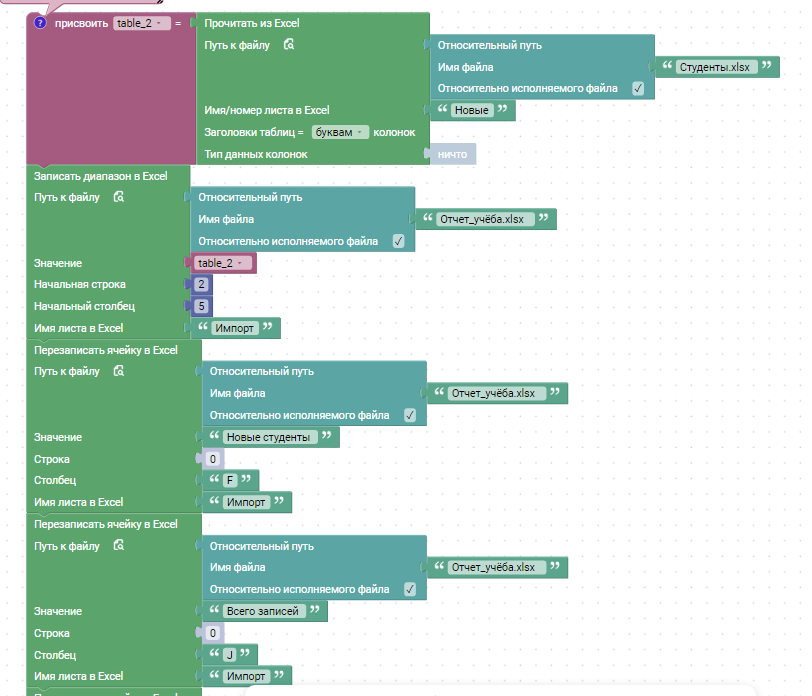 ? присвоить table_2 =
Прочитать из Excel
Путь к файлу
Относительный путь
Имя файла “ Студенты.xlsx ”
Относительно исполняемого файла ✓
Имя/номер листа в Excel “ Новые ”
Заголовки таблиц = буквам колонок
Тип данных колонок ничто
Записать диапазон в Excel
Путь к файлу
Относительный путь
Имя файла “ Отчет_учёба.xlsx ”
Относительно исполняемого файла ✓
Значение table_2
Начальная строка 2
Начальный столбец 5
Имя листа в Excel “ Импорт ”
Перезаписать ячейку в Excel
Путь к файлу
Относительный путь
Имя файла “ Отчет_учёба.xlsx ”
Относительно исполняемого файла ✓
Значение “ Новые студенты ”
Строка 0
Столбец “ F ”
Имя листа в Excel “ Импорт ”
Перезаписать ячейку в Excel
Путь к файлу
Относительный путь
Имя файла “ Отчет_учёба.xlsx ”
Относительно исполняемого файла ✓
Значение “ Всего записей ”
Строка 0
Столбец “ J ”
Имя листа в Excel “ Импорт ”